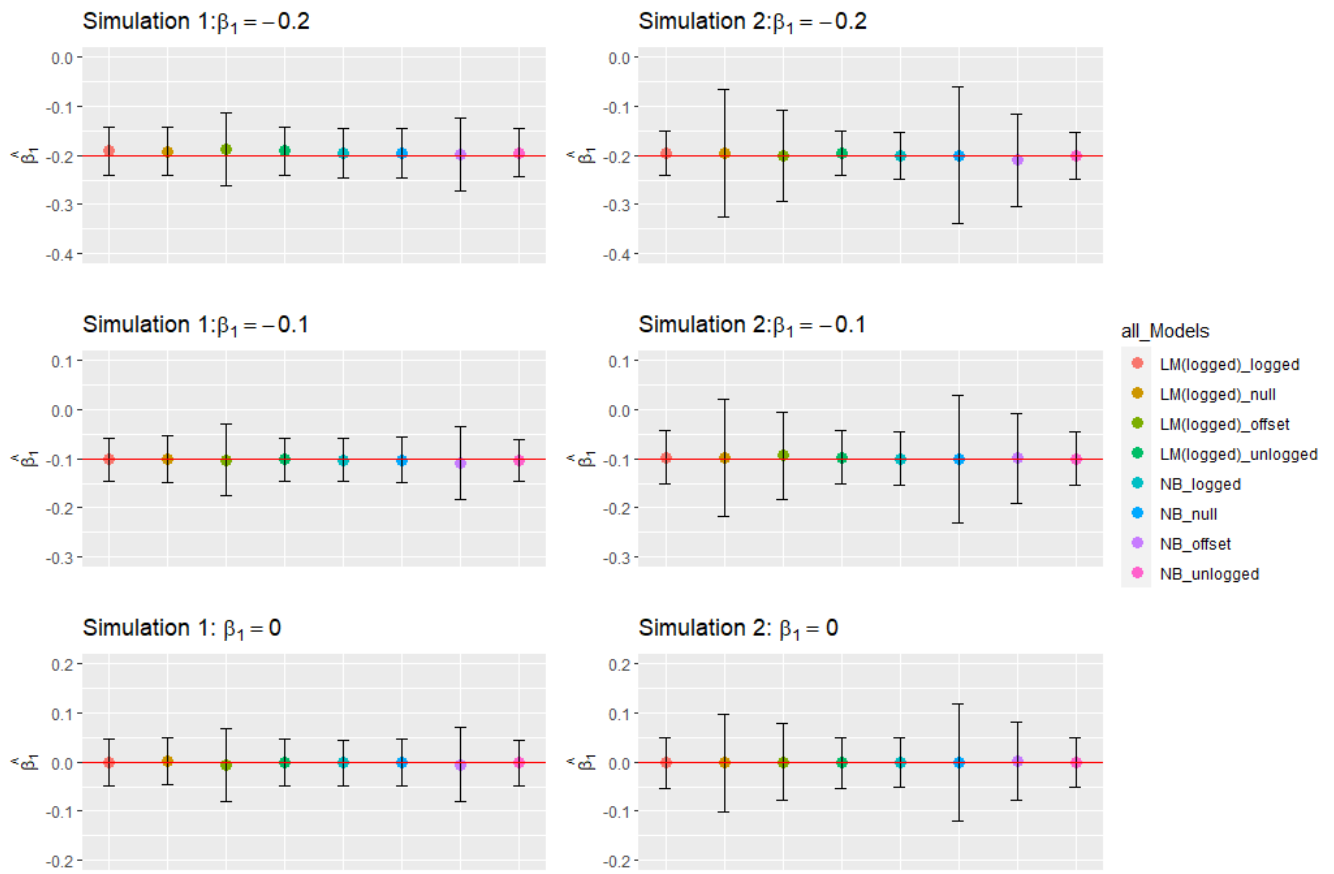 Simulation 1:β₁ = −0.2
0.0
-0.1
-0.2
-0.3
-0.4
β̂₁
Simulation 2:β₁ = −0.2
0.0
-0.1
-0.2
-0.3
-0.4
β̂₁
Simulation 1:β₁ = −0.1
0.1
0.0
-0.1
-0.2
-0.3
β̂₁
Simulation 2:β₁ = −0.1
0.1
0.0
-0.1
-0.2
-0.3
β̂₁
all_Models
LM(logged)_logged
LM(logged)_null
LM(logged)_offset
LM(logged)_unlogged
NB_logged
NB_null
NB_offset
NB_unlogged
Simulation 1: β₁ = 0
0.2
0.1
0.0
-0.1
-0.2
β̂₁
Simulation 2: β₁ = 0
0.2
0.1
0.0
-0.1
-0.2
β̂₁